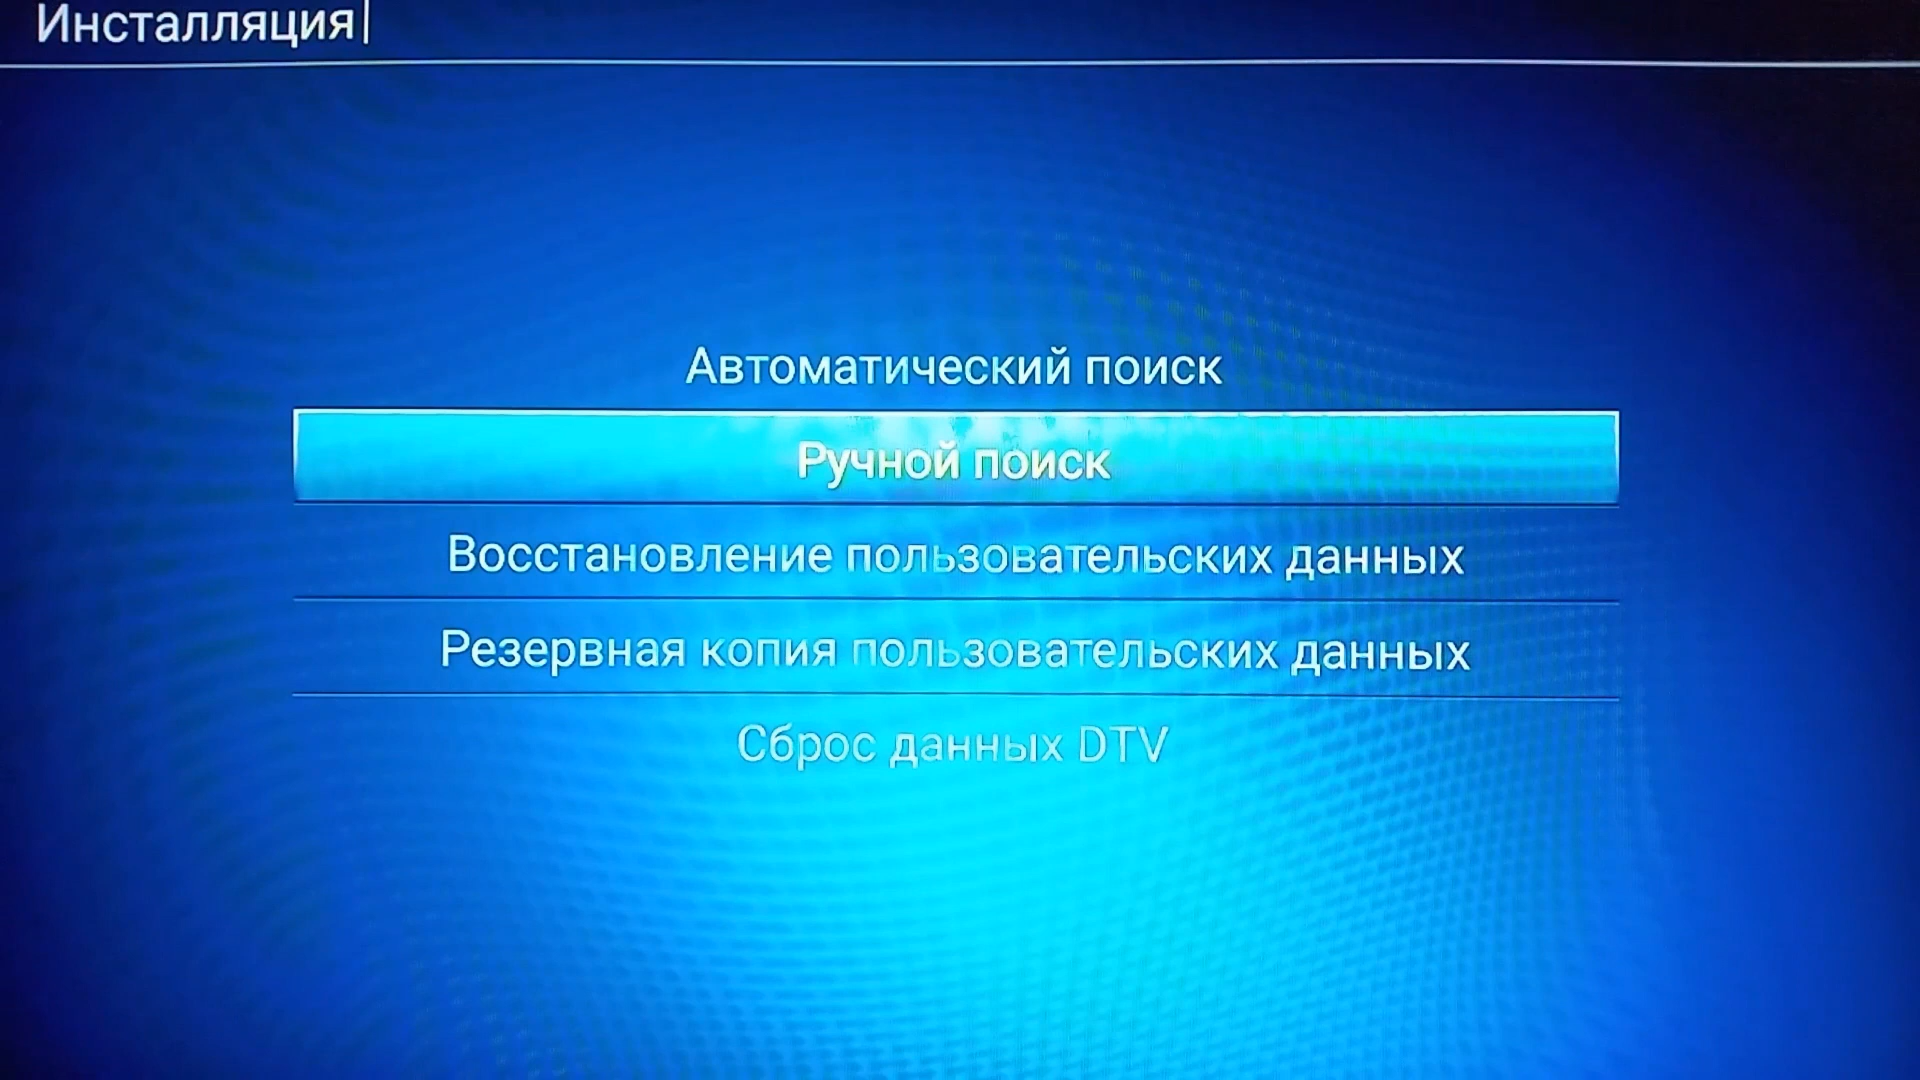 Инсталляция
Автоматический поиск
Ручной поиск
Восстановление пользовательских данных
Резервная копия пользовательских данных
Сброс данных DTV